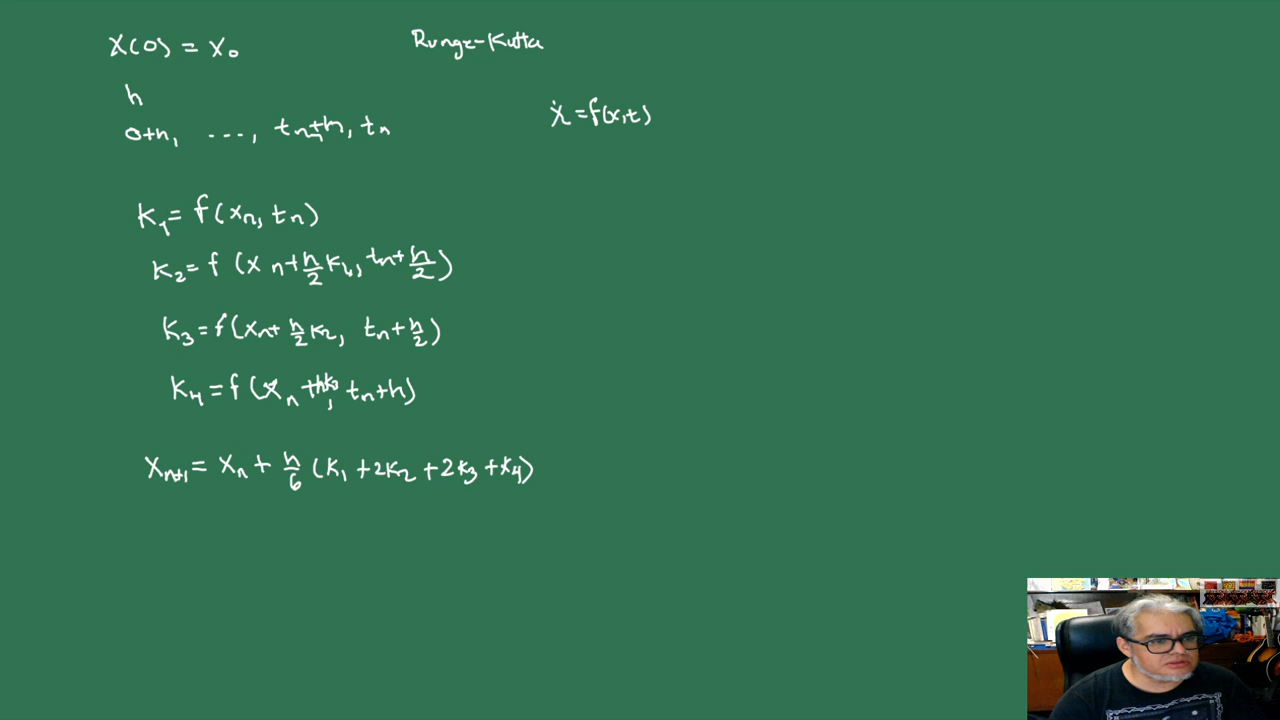 x(0) = x₀
Runge-Kutta
h
ẋ = f(x,t)
0+h, ..., tₙ+h, tₙ
k₁ = f(xₙ, tₙ)
k₂ = f(xₙ + h/2 k₁, tₙ + h/2)
k₃ = f(xₙ + h/2 k₂, tₙ + h/2)
k₄ = f(xₙ + hk₃, tₙ+h)
xₙ₊₁ = xₙ + h/6 (k₁ + 2k₂ + 2k₃ + k₄)